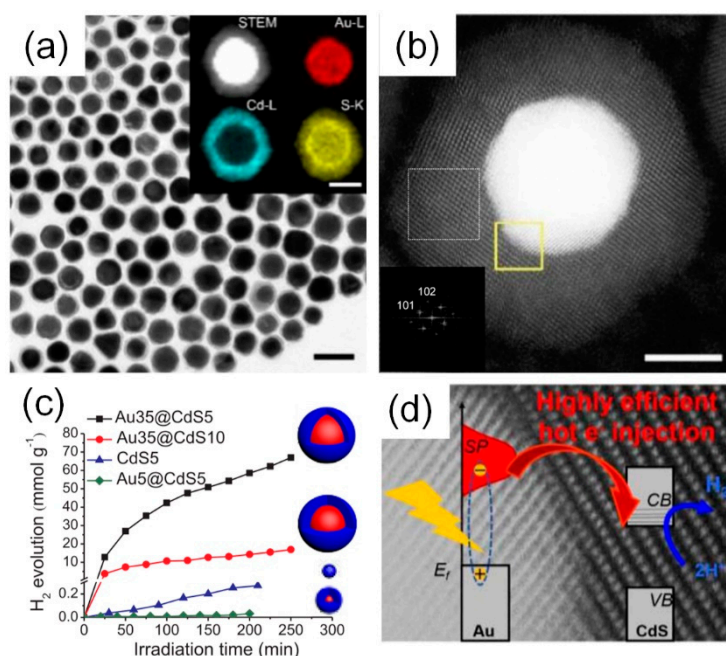 (a)
STEM
Au-L
Cd-L
S-K
(b)
102
101
(c)
Au35@CdS5
Au35@CdS10
CdS5
Au5@CdS5
H₂ evolution (mmol g⁻¹)
80
70
60
50
40
30
20
10
0.2
0.0
0 50 100 150 200 250 300
Irradiation time (min)
(d)
Highly efficient
hot e⁻ injection
SP
−
H₂
CB
E_f
+
2H⁺
VB
Au
CdS